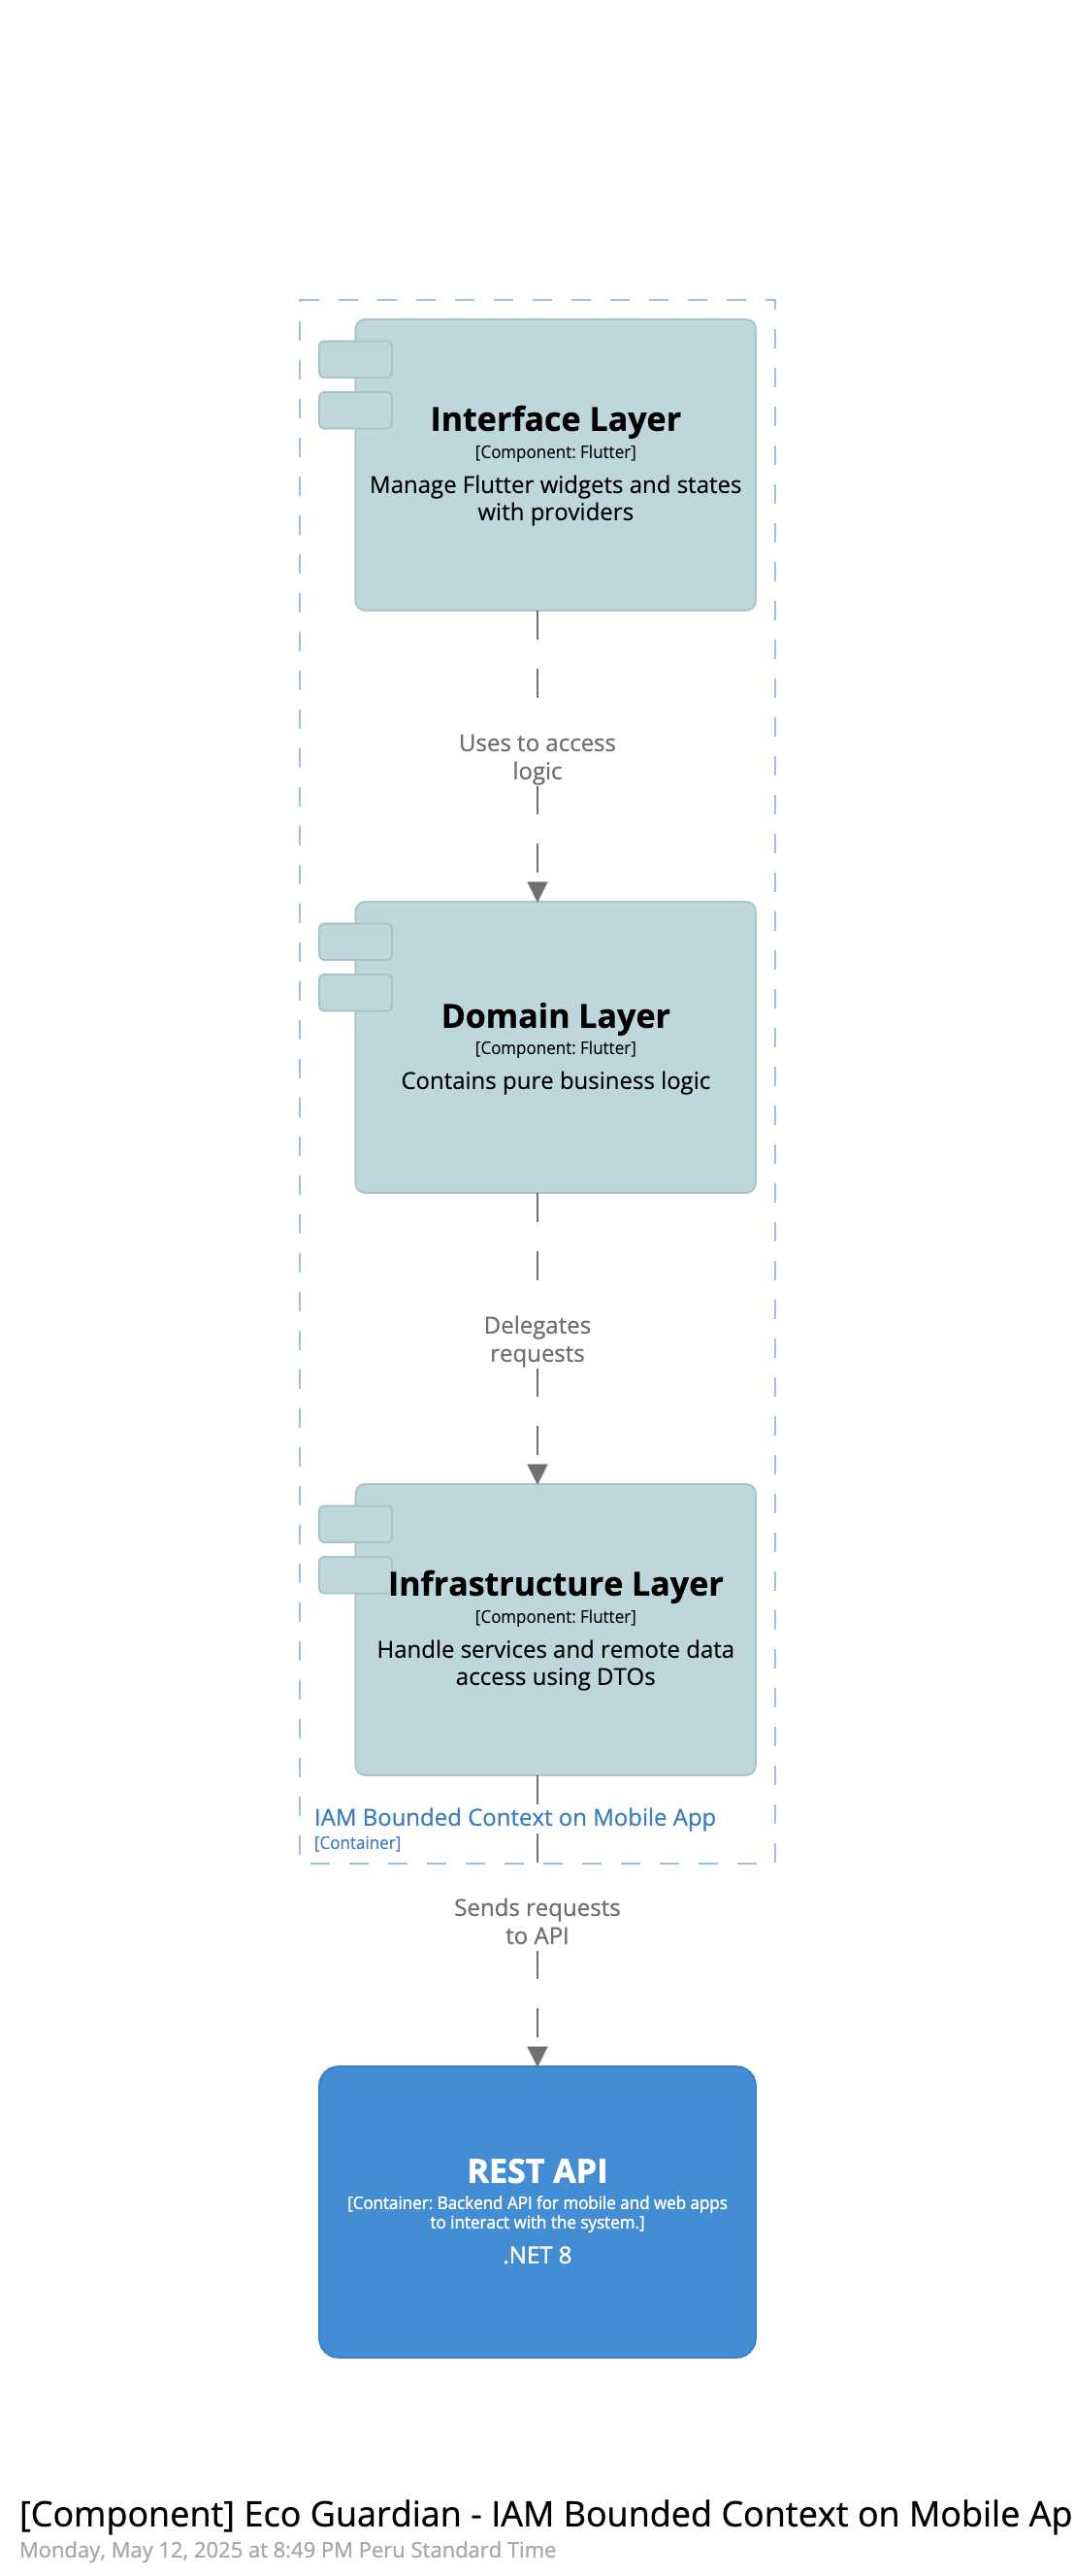 Interface Layer
[Component: Flutter]
Manage Flutter widgets and states
with providers
Uses to access
logic
Domain Layer
[Component: Flutter]
Contains pure business logic
Delegates
requests
Infrastructure Layer
[Component: Flutter]
Handle services and remote data
access using DTOs
IAM Bounded Context on Mobile App
[Container]
Sends requests
to API
REST API
[Container: Backend API for mobile and web apps
to interact with the system.]
.NET 8
[Component] Eco Guardian - IAM Bounded Context on Mobile Ap
Monday, May 12, 2025 at 8:49 PM Peru Standard Time